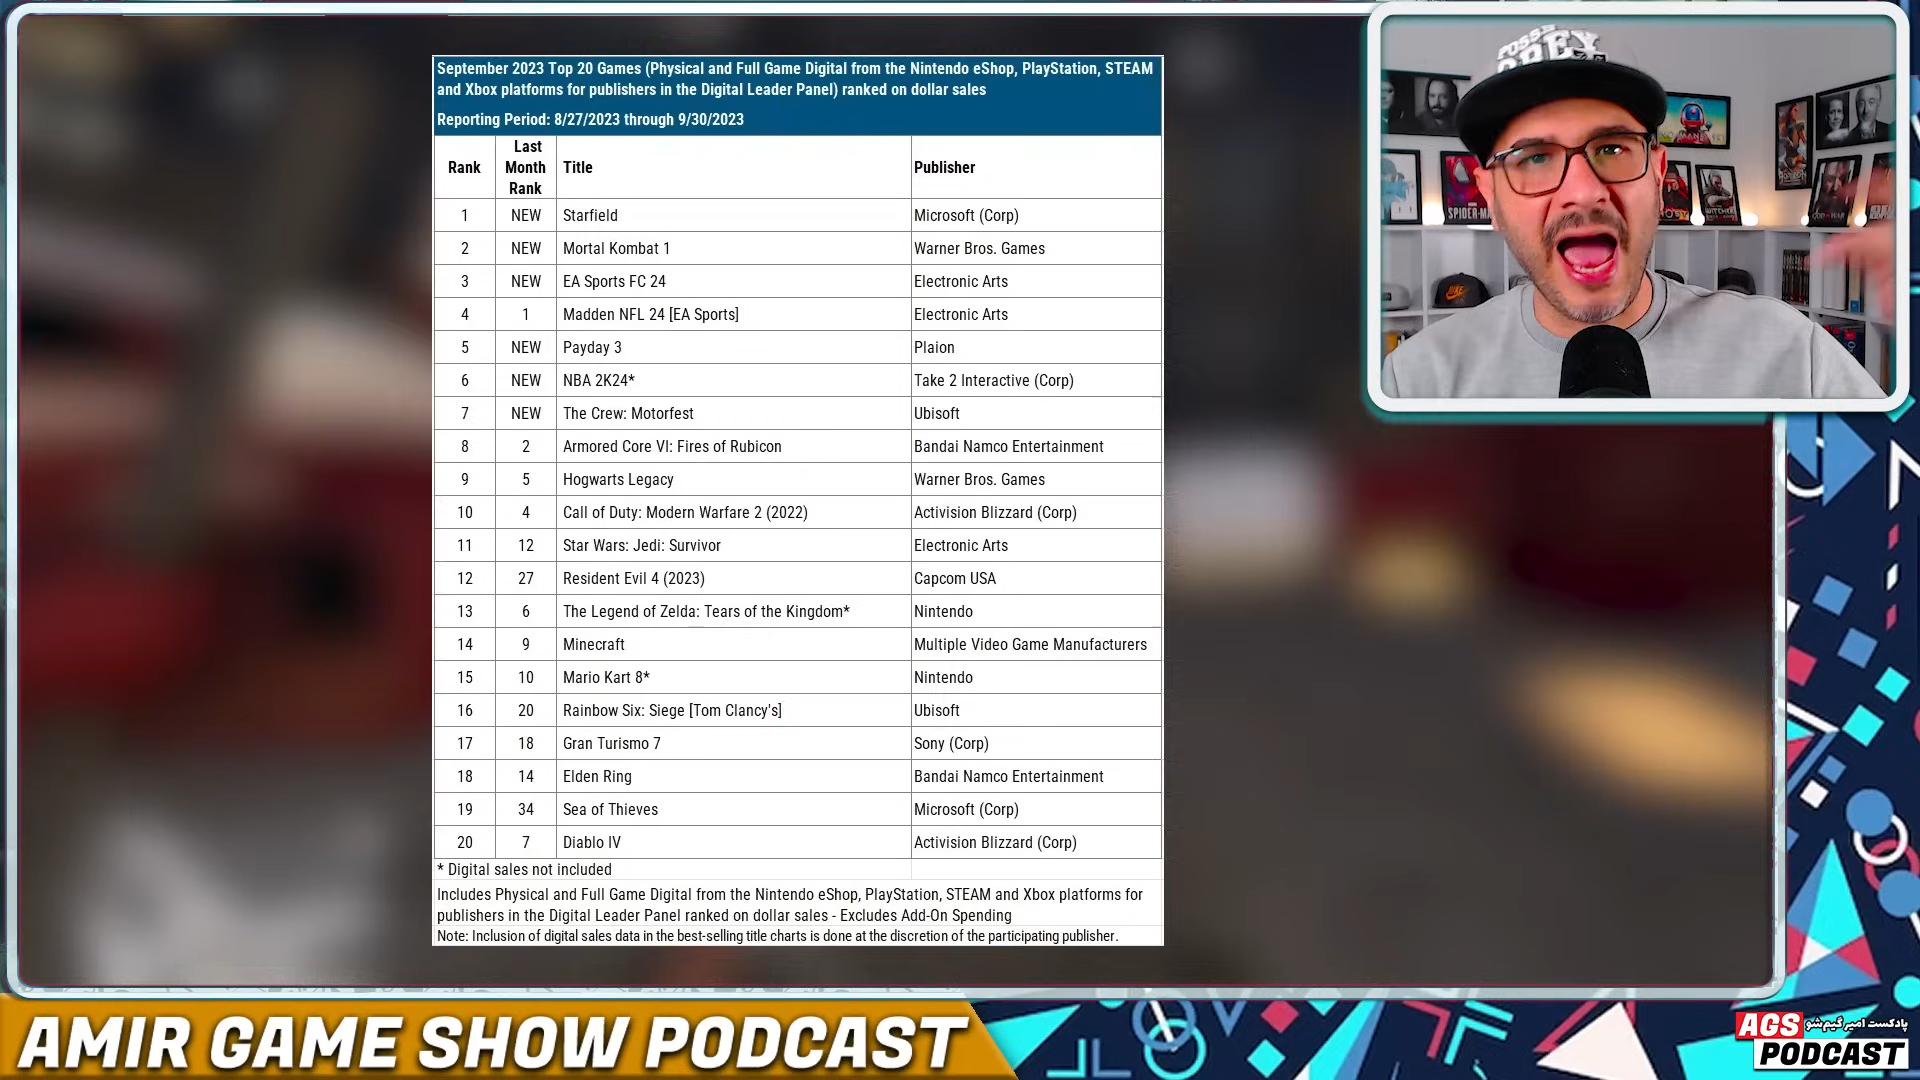 September 2023 Top 20 Games (Physical and Full Game Digital from the Nintendo eShop, PlayStation, STEAM
and Xbox platforms for publishers in the Digital Leader Panel) ranked on dollar sales
Reporting Period: 8/27/2023 through 9/30/2023
Rank Last Month Rank Title Publisher
1 NEW Starfield Microsoft (Corp)
2 NEW Mortal Kombat 1 Warner Bros. Games
3 NEW EA Sports FC 24 Electronic Arts
4 1 Madden NFL 24 [EA Sports] Electronic Arts
5 NEW Payday 3 Plaion
6 NEW NBA 2K24* Take 2 Interactive (Corp)
7 NEW The Crew: Motorfest Ubisoft
8 2 Armored Core VI: Fires of Rubicon Bandai Namco Entertainment
9 5 Hogwarts Legacy Warner Bros. Games
10 4 Call of Duty: Modern Warfare 2 (2022) Activision Blizzard (Corp)
11 12 Star Wars: Jedi: Survivor Electronic Arts
12 27 Resident Evil 4 (2023) Capcom USA
13 6 The Legend of Zelda: Tears of the Kingdom* Nintendo
14 9 Minecraft Multiple Video Game Manufacturers
15 10 Mario Kart 8* Nintendo
16 20 Rainbow Six: Siege [Tom Clancy's] Ubisoft
17 18 Gran Turismo 7 Sony (Corp)
18 14 Elden Ring Bandai Namco Entertainment
19 34 Sea of Thieves Microsoft (Corp)
20 7 Diablo IV Activision Blizzard (Corp)
* Digital sales not included
Includes Physical and Full Game Digital from the Nintendo eShop, PlayStation, STEAM and Xbox platforms for
publishers in the Digital Leader Panel ranked on dollar sales - Excludes Add-On Spending
Note: Inclusion of digital sales data in the best-selling title charts is done at the discretion of the participating publisher.
SPIDER-MA
AMIR GAME SHOW PODCAST
AGS پادکست امیر گیم‌شو
PODCAST